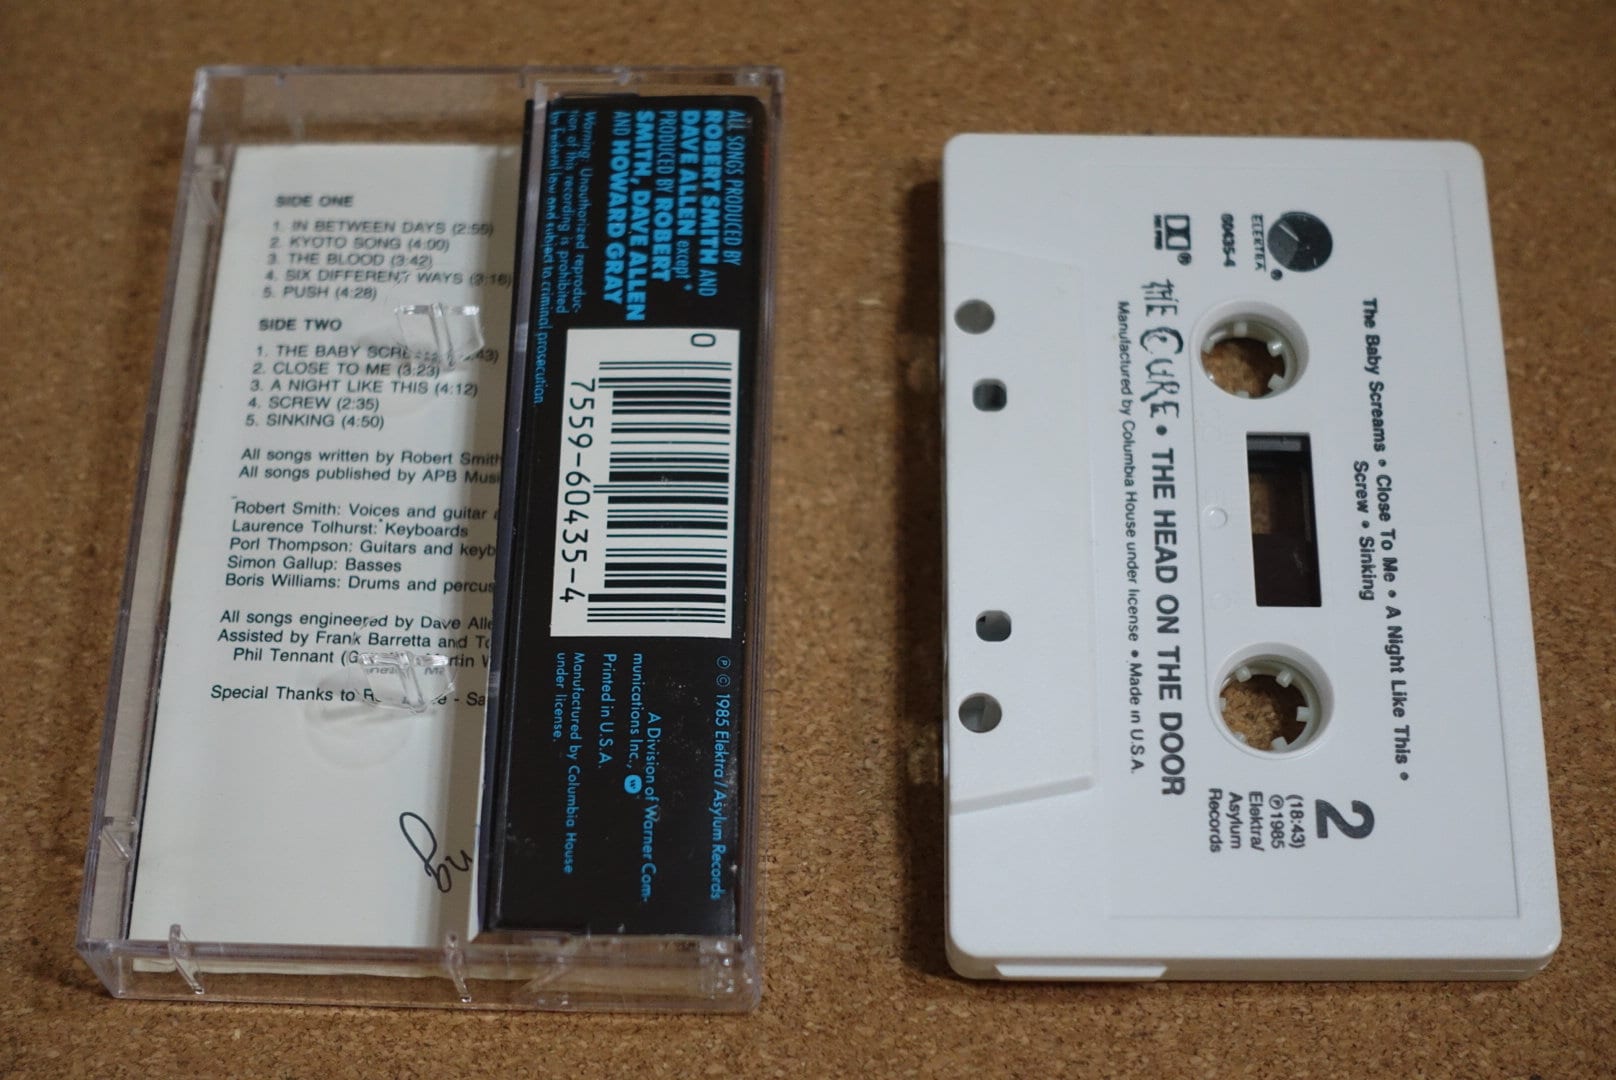 SIDE ONE
1. IN BETWEEN DAYS (2:56)
2. KYOTO SONG (4:00)
3. THE BLOOD (3:42)
4. SIX DIFFERENT WAYS (3:16)
5. PUSH (4:28)
SIDE TWO
1. THE BABY SCRE
2. CLOSE TO ME (3:23)
3. A NIGHT LIKE THIS (4:12)
4. SCREW (2:35)
5. SINKING (4:50)
All songs written by Robert Smith
All songs published by APB Musi
Robert Smith: Voices and guitar
Laurence Tolhurst: Keyboards
Porl Thompson: Guitars and keyb
Simon Gallup: Basses
Boris Williams: Drums and percus
All songs engineered by Dave Alle
Assisted by Frank Barretta and To
Phil Tennant
Special Thanks to
ALL SONGS PRODUCED BY
ROBERT SMITH AND
DAVE ALLEN except *
PRODUCED BY ROBERT
SMITH, DAVE ALLEN
AND HOWARD GRAY
Warning: Unauthorized reproduc-
tion of this recording is prohibited
by Federal law and subject to criminal prosecution.
0
7559-60435-4
℗ © 1985 Elektra/Asylum Records
A Division of Warner Com-
munications Inc.,
Printed in U.S.A.
Manufactured by Columbia House
under license.
The Baby Screams • Close To Me • A Night Like This •
Screw • Sinking
ELEKTRA ®
60435-4
2
(18:43)
℗1985
Elektra/
Asylum
Records
THE CURE • THE HEAD ON THE DOOR
Manufactured by Columbia House under license • Made in U.S.A.